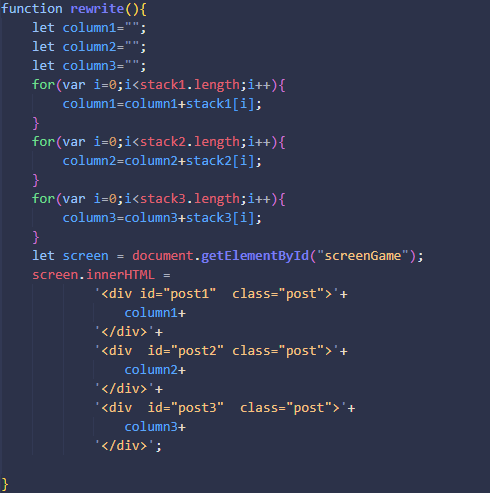 function rewrite(){
    let column1="";
    let column2="";
    let column3="";
    for(var i=0;i<stack1.length;i++){
        column1=column1+stack1[i];
    }
    for(var i=0;i<stack2.length;i++){
        column2=column2+stack2[i];
    }
    for(var i=0;i<stack3.length;i++){
        column3=column3+stack3[i];
    }
    let screen = document.getElementById("screenGame");
    screen.innerHTML =
            '<div id="post1"  class="post">'+
                column1+
            '</div>'+
            '<div  id="post2" class="post">'+
                column2+
            '</div>'+
            '<div  id="post3"  class="post">'+
                column3+
            '</div>';
}